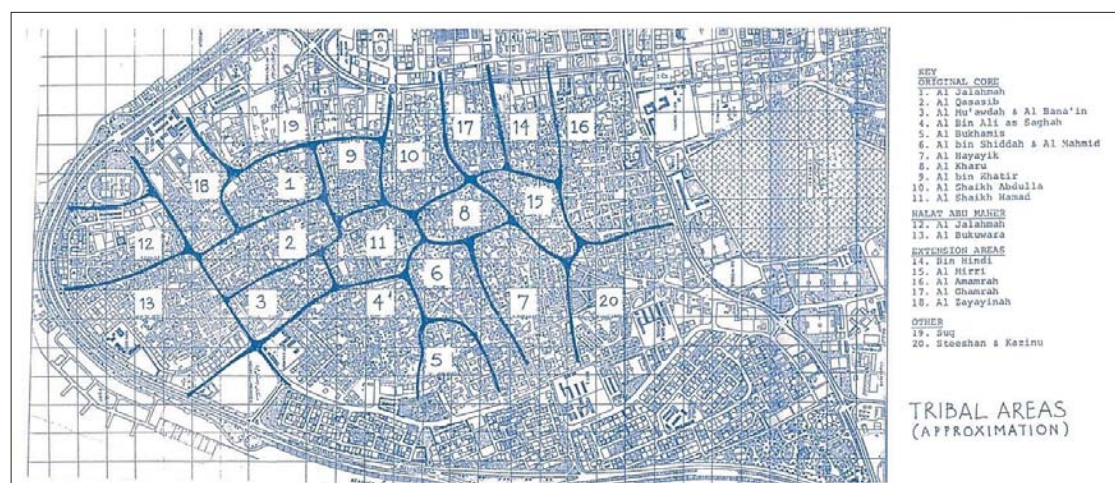 19
17
14
16
9
10
18
1
15
8
12
2
11
6
13
3
4
7
20
5
KEY
ORIGINAL CORE
1. Al Jalahmah
2. Al Qasasib
3. Al Mu'awdah & Al Bana'in
4. Al Bin Ali as Saghah
5. Al Bukhamis
6. Al bin Shiddah & Al Mahmid
7. Al Hayayik
8. Al Kharu
9. Al bin Khatir
10. Al Shaikh Abdulla
11. Al Shaikh Hamad
HALAT ABU MAHER
12. Al Jalahmah
13. Al Bukuwara
EXTENSION AREAS
14. Bin Hindi
15. Al Mirri
16. Al Amamrah
17. Al Ghamrah
18. Al Zayayinah
OTHER
19. Suq
20. Steeshan & Kazinu
TRIBAL AREAS
(APPROXIMATION)